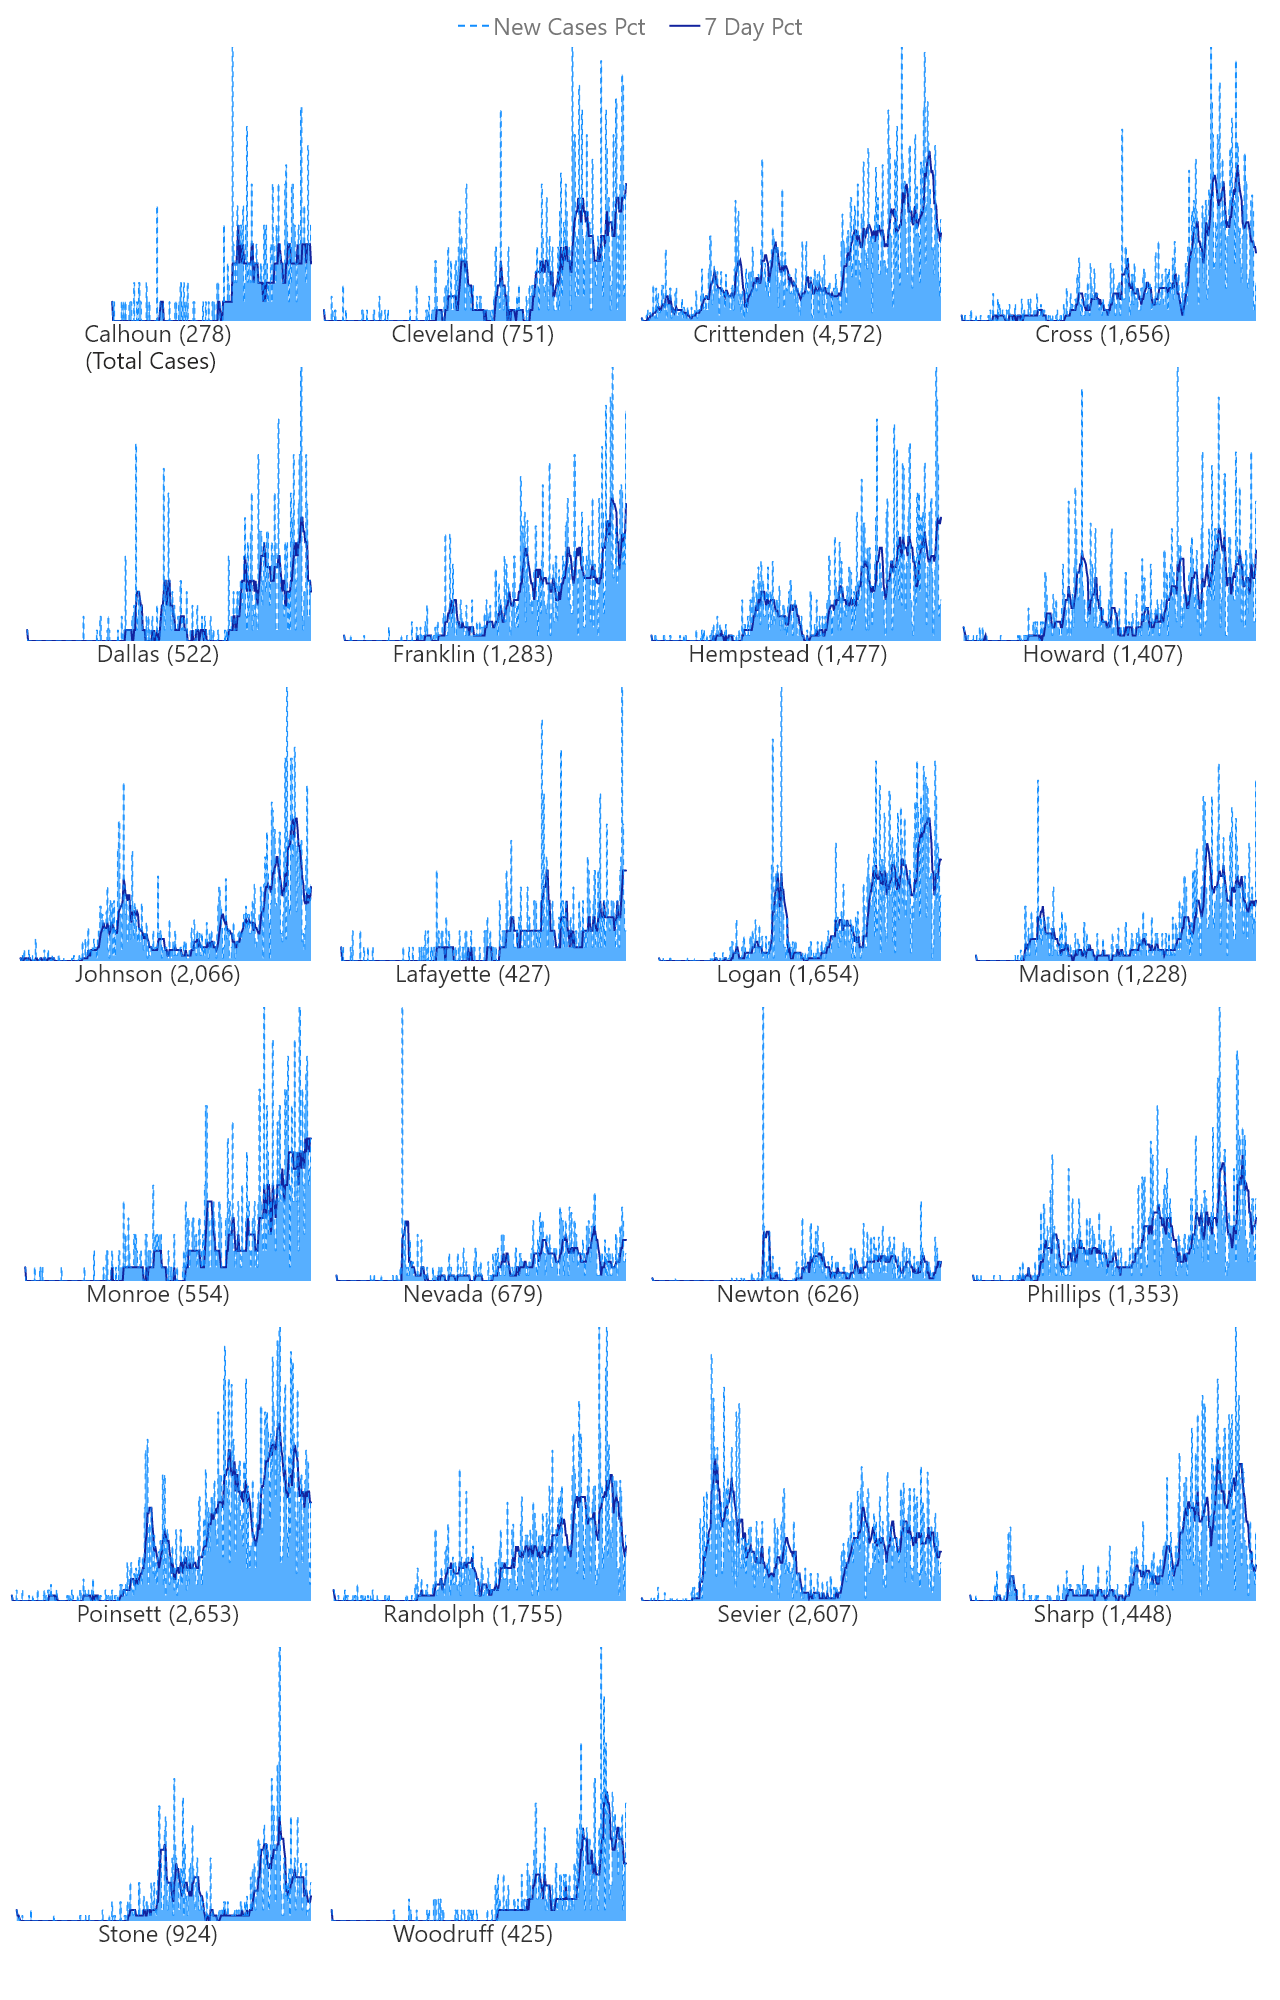 New Cases Pct 7 Day Pct
Calhoun (278) Cleveland (751) Crittenden (4,572) Cross (1,656)
(Total Cases)
Dallas (522) Franklin (1,283) Hempstead (1,477) Howard (1,407)
Johnson (2,066) Lafayette (427) Logan (1,654) Madison (1,228)
Monroe (554) Nevada (679) Newton (626) Phillips (1,353)
Poinsett (2,653) Randolph (1,755) Sevier (2,607) Sharp (1,448)
Stone (924) Woodruff (425)